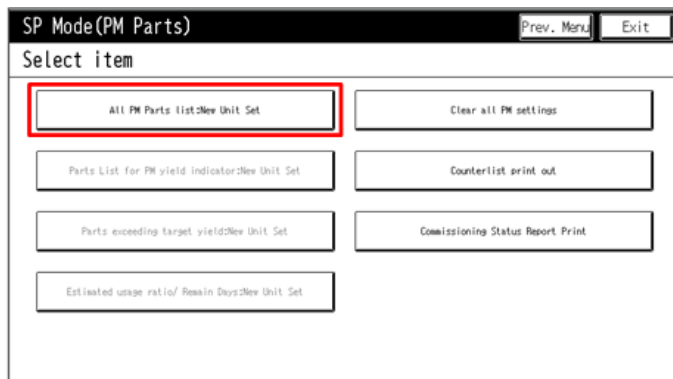 SP Mode(PM Parts)
Prev. Menu
Exit
Select item
All PM Parts list:New Unit Set
Clear all PM settings
Parts List for PM yield indicator:New Unit Set
Counterlist print out
Parts exceeding target yield:New Unit Set
Commissioning Status Report Print
Estimated usage ratio/ Remain Days:New Unit Set